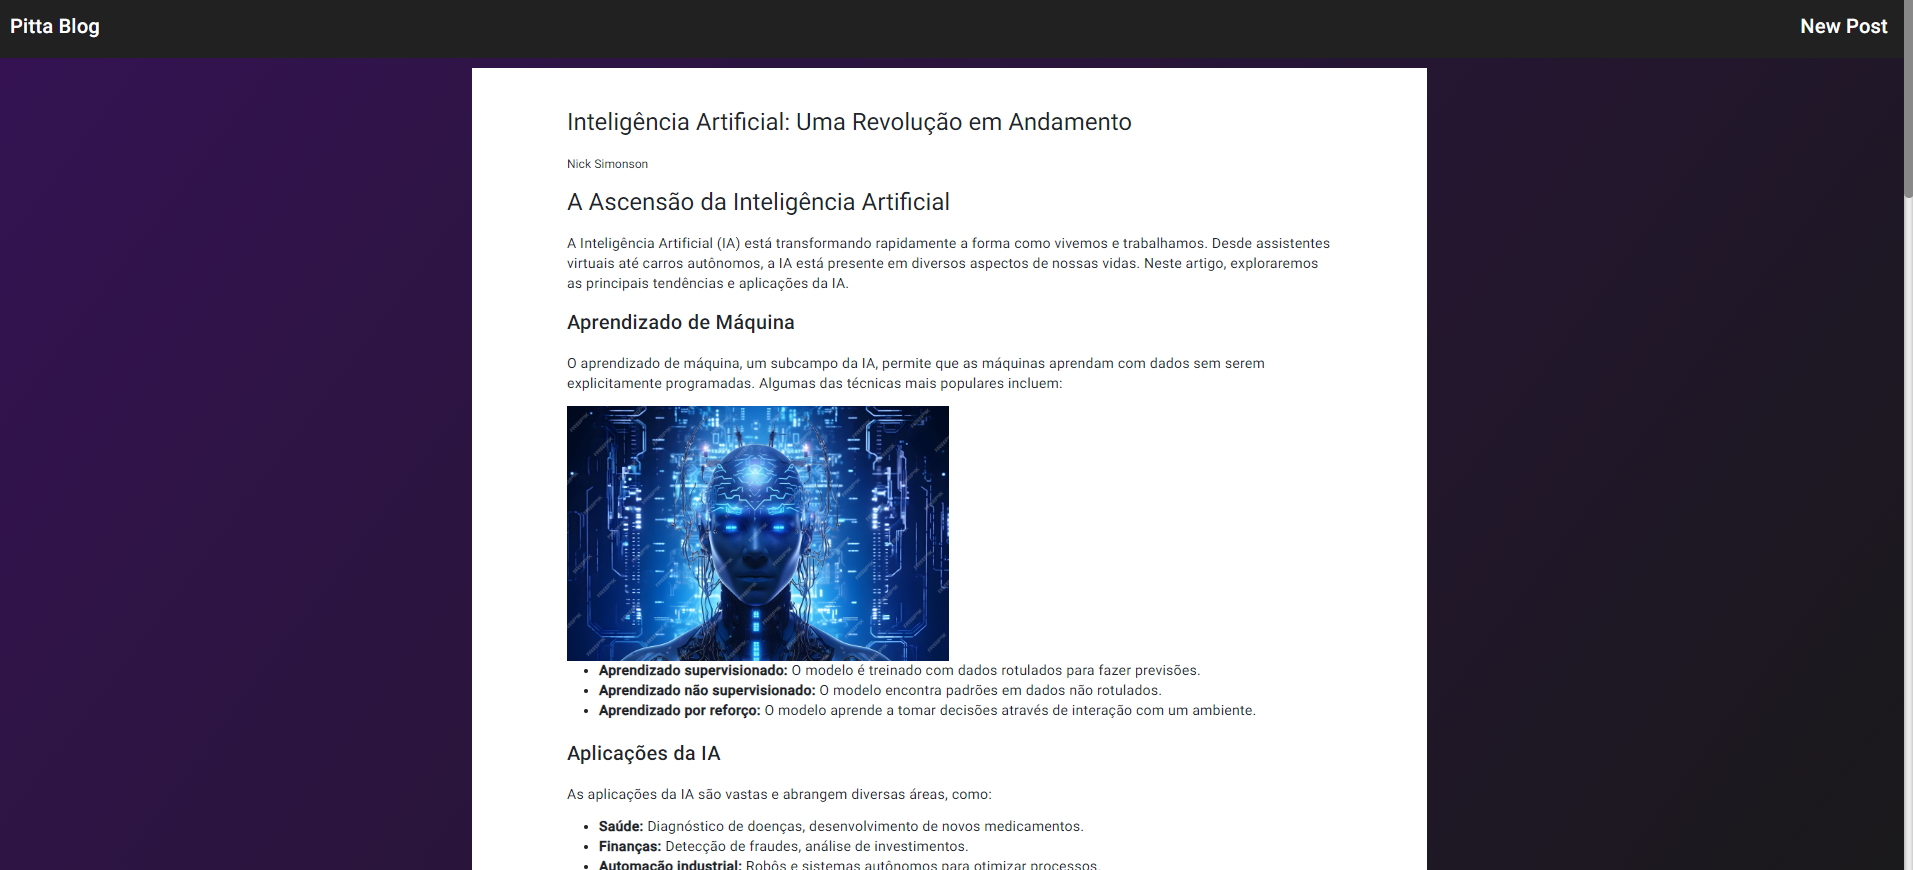 Pitta Blog
New Post
Inteligência Artificial: Uma Revolução em Andamento
Nick Simonson
A Ascensão da Inteligência Artificial
A Inteligência Artificial (IA) está transformando rapidamente a forma como vivemos e trabalhamos. Desde assistentes
virtuais até carros autônomos, a IA está presente em diversos aspectos de nossas vidas. Neste artigo, exploraremos
as principais tendências e aplicações da IA.
Aprendizado de Máquina
O aprendizado de máquina, um subcampo da IA, permite que as máquinas aprendam com dados sem serem
explicitamente programadas. Algumas das técnicas mais populares incluem:
• Aprendizado supervisionado: O modelo é treinado com dados rotulados para fazer previsões.
• Aprendizado não supervisionado: O modelo encontra padrões em dados não rotulados.
• Aprendizado por reforço: O modelo aprende a tomar decisões através de interação com um ambiente.
Aplicações da IA
As aplicações da IA são vastas e abrangem diversas áreas, como:
• Saúde: Diagnóstico de doenças, desenvolvimento de novos medicamentos.
• Finanças: Detecção de fraudes, análise de investimentos.
• Automação industrial: Robôs e sistemas autônomos para otimizar processos.